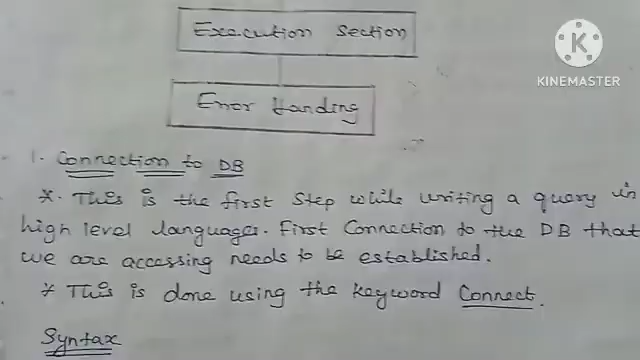 Execution Section
K
KINEMASTER
Error Handing
1. Connection to DB
*. This is the first step while writing a query in
high level languages. First Connection to the DB that
we are accessing needs to be established.
* This is done using the keyword Connect.
Syntax